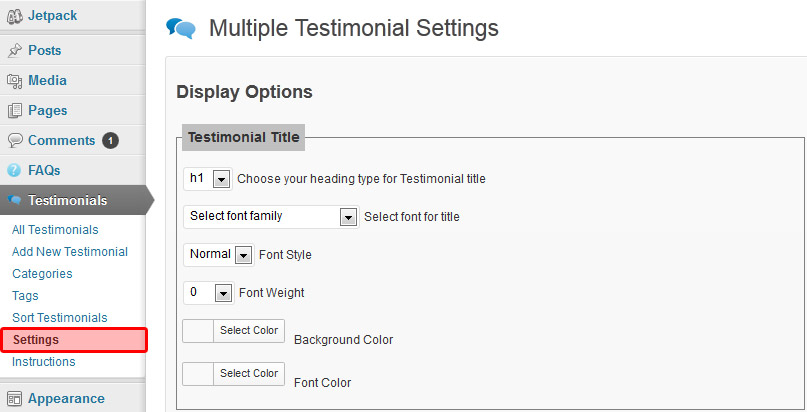 Jetpack
Posts
Media
Pages
Comments 1
FAQs
Testimonials
All Testimonials
Add New Testimonial
Categories
Tags
Sort Testimonials
Settings
Instructions
Appearance
Multiple Testimonial Settings
Display Options
Testimonial Title
h1 Choose your heading type for Testimonial title
Select font family Select font for title
Normal Font Style
0 Font Weight
Select Color Background Color
Select Color Font Color